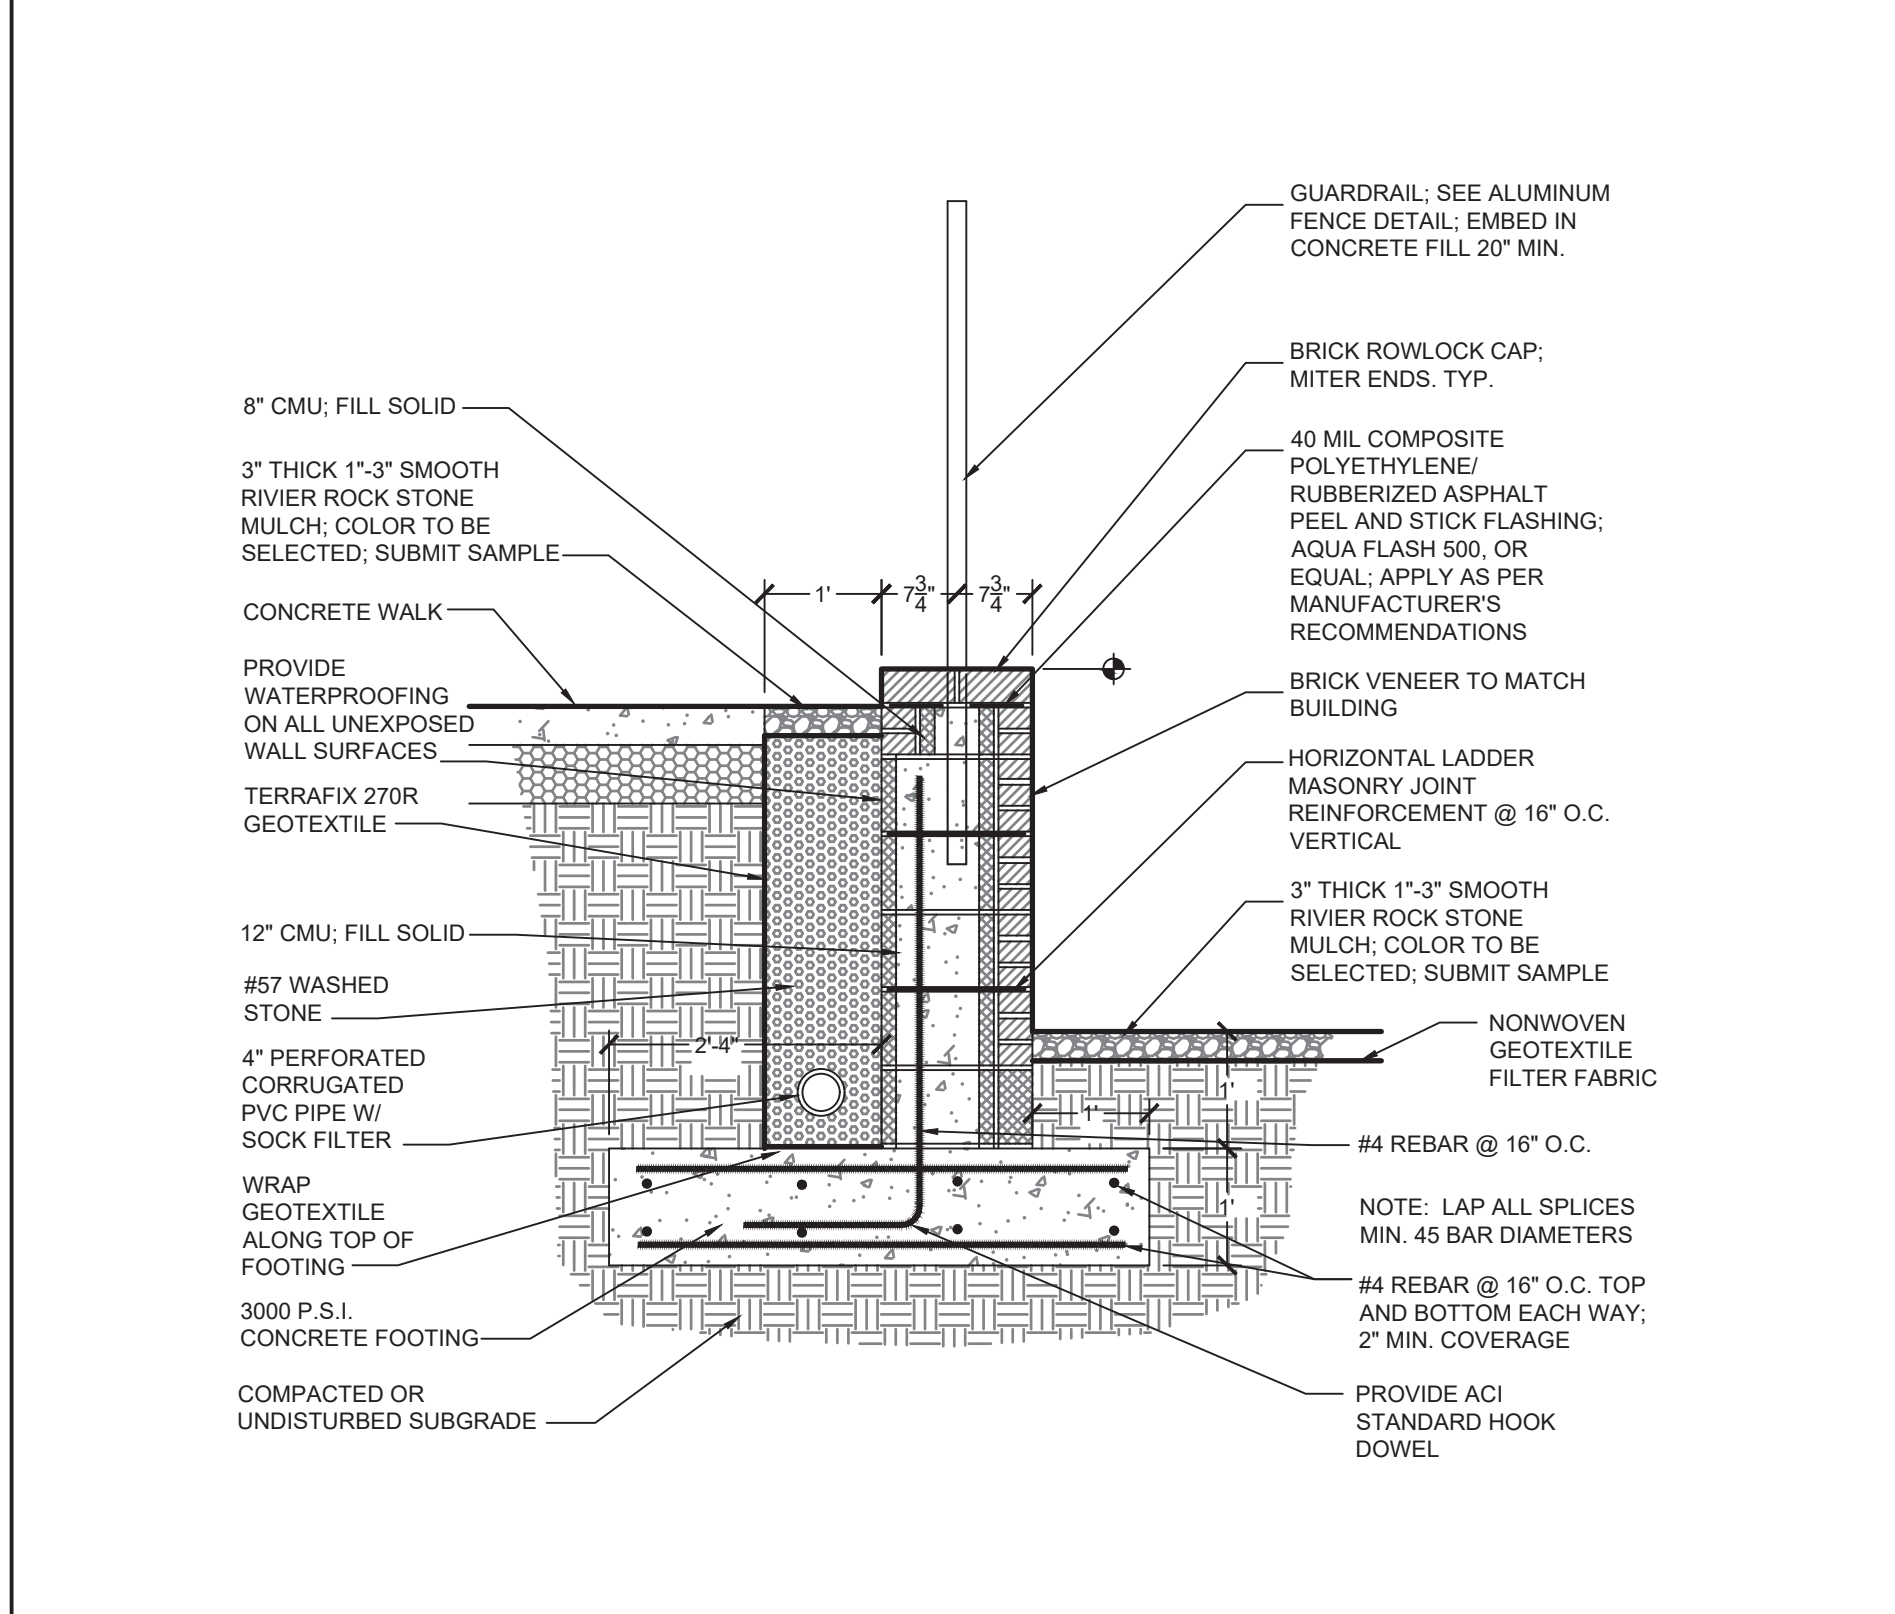 GUARDRAIL; SEE ALUMINUM
FENCE DETAIL; EMBED IN
CONCRETE FILL 20" MIN.
BRICK ROWLOCK CAP;
MITER ENDS. TYP.
40 MIL COMPOSITE
POLYETHYLENE/
RUBBERIZED ASPHALT
PEEL AND STICK FLASHING;
AQUA FLASH 500, OR
EQUAL; APPLY AS PER
MANUFACTURER'S
RECOMMENDATIONS
BRICK VENEER TO MATCH
BUILDING
HORIZONTAL LADDER
MASONRY JOINT
REINFORCEMENT @ 16" O.C.
VERTICAL
3" THICK 1"-3" SMOOTH
RIVIER ROCK STONE
MULCH; COLOR TO BE
SELECTED; SUBMIT SAMPLE
NONWOVEN
GEOTEXTILE
FILTER FABRIC
#4 REBAR @ 16" O.C.
NOTE: LAP ALL SPLICES
MIN. 45 BAR DIAMETERS
#4 REBAR @ 16" O.C. TOP
AND BOTTOM EACH WAY;
2" MIN. COVERAGE
PROVIDE ACI
STANDARD HOOK
DOWEL
8" CMU; FILL SOLID
3" THICK 1"-3" SMOOTH
RIVIER ROCK STONE
MULCH; COLOR TO BE
SELECTED; SUBMIT SAMPLE
CONCRETE WALK
PROVIDE
WATERPROOFING
ON ALL UNEXPOSED
WALL SURFACES
TERRAFIX 270R
GEOTEXTILE
12" CMU; FILL SOLID
#57 WASHED
STONE
4" PERFORATED
CORRUGATED
PVC PIPE W/
SOCK FILTER
WRAP
GEOTEXTILE
ALONG TOP OF
FOOTING
3000 P.S.I.
CONCRETE FOOTING
COMPACTED OR
UNDISTURBED SUBGRADE
1' 7 3/4" 7 3/4"
2'-4"
1'
1'
1'